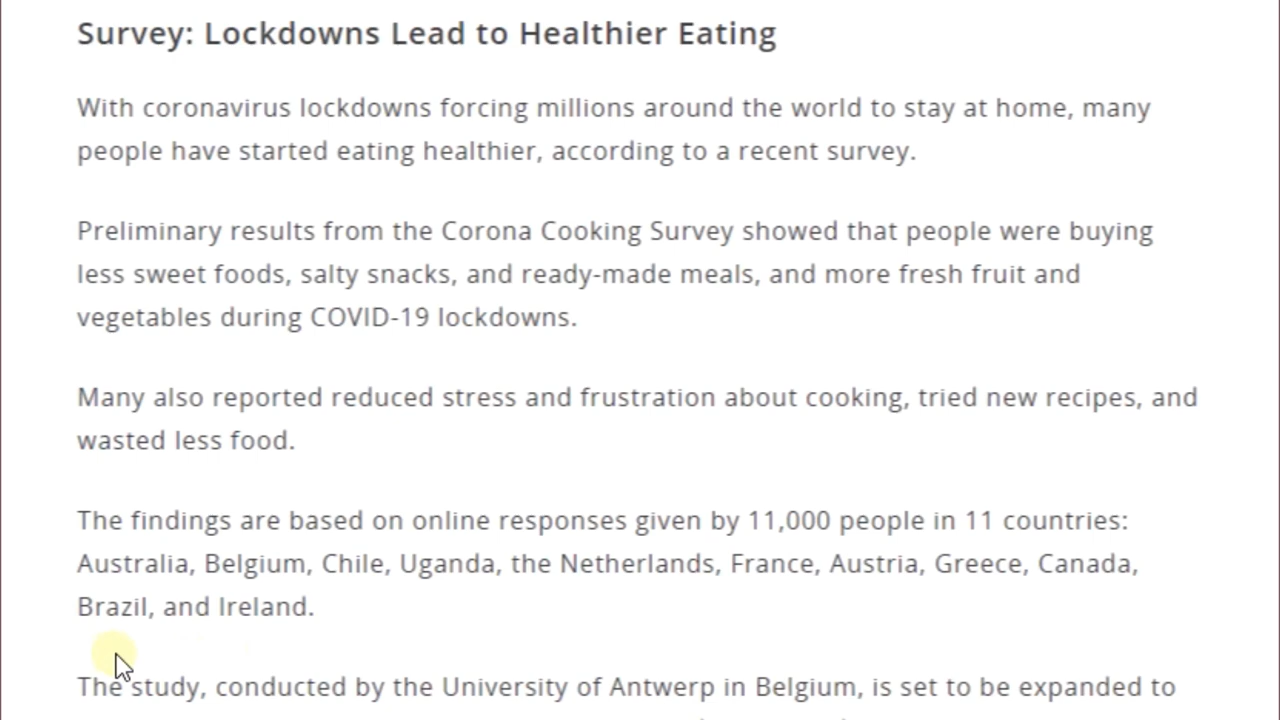 Survey: Lockdowns Lead to Healthier Eating
With coronavirus lockdowns forcing millions around the world to stay at home, many
people have started eating healthier, according to a recent survey.
Preliminary results from the Corona Cooking Survey showed that people were buying
less sweet foods, salty snacks, and ready-made meals, and more fresh fruit and
vegetables during COVID-19 lockdowns.
Many also reported reduced stress and frustration about cooking, tried new recipes, and
wasted less food.
The findings are based on online responses given by 11,000 people in 11 countries:
Australia, Belgium, Chile, Uganda, the Netherlands, France, Austria, Greece, Canada,
Brazil, and Ireland.
The study, conducted by the University of Antwerp in Belgium, is set to be expanded to